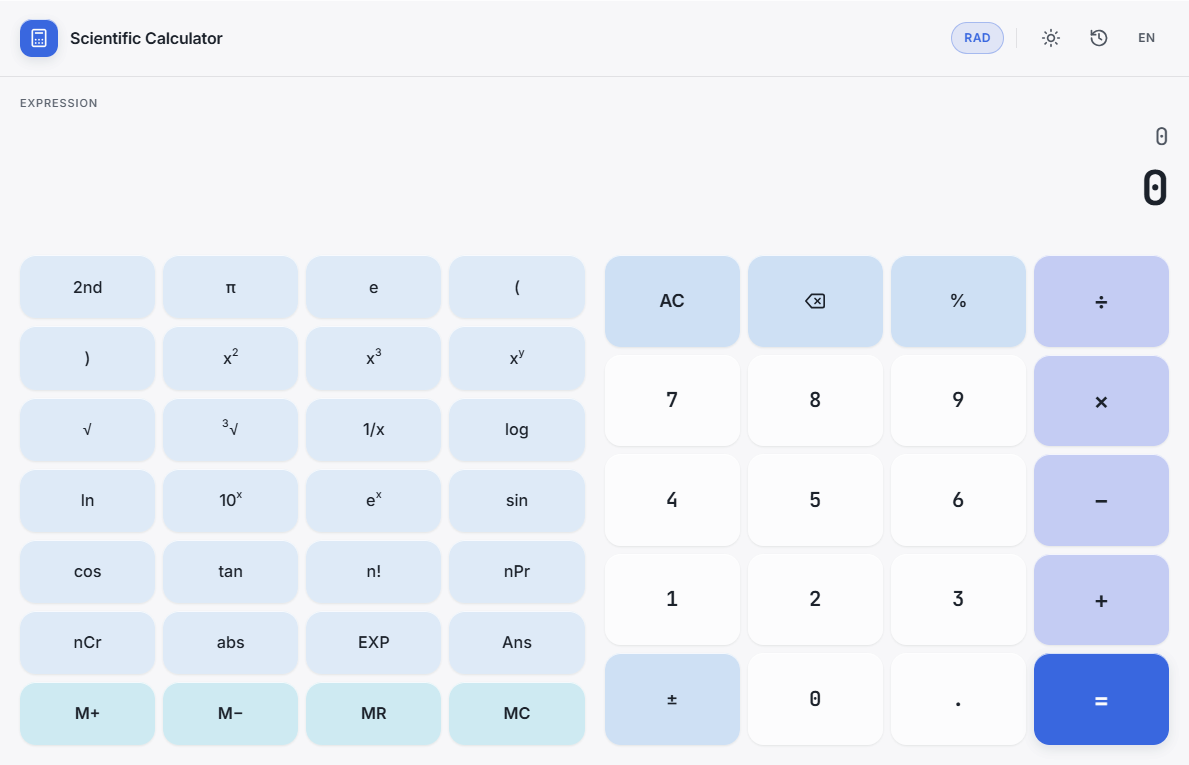 Scientific Calculator
RAD
EN
EXPRESSION
0
0
2nd π e (
) x² x³ xʸ
√ ³√ 1/x log
ln 10ˣ eˣ sin
cos tan n! nPr
nCr abs EXP Ans
M+ M− MR MC
AC % ÷
7 8 9 ×
4 5 6 −
1 2 3 +
± 0 . =